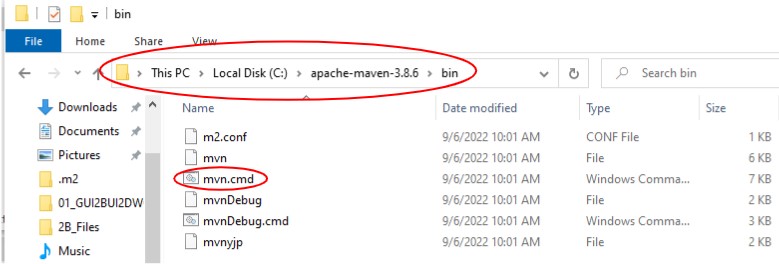 bin
File Home Share View
This PC > Local Disk (C:) > apache-maven-3.8.6 > bin
Search bin
Downloads
Documents
Pictures
.m2
01_GUI2BUI2DW
2B_Files
Music
Name Date modified Type Size
m2.conf 9/6/2022 10:01 AM CONF File 1 KB
mvn 9/6/2022 10:01 AM File 6 KB
mvn.cmd 9/6/2022 10:01 AM Windows Comma... 7 KB
mvnDebug 9/6/2022 10:01 AM File 2 KB
mvnDebug.cmd 9/6/2022 10:01 AM Windows Comma... 3 KB
mvnyjp 9/6/2022 10:01 AM File 2 KB